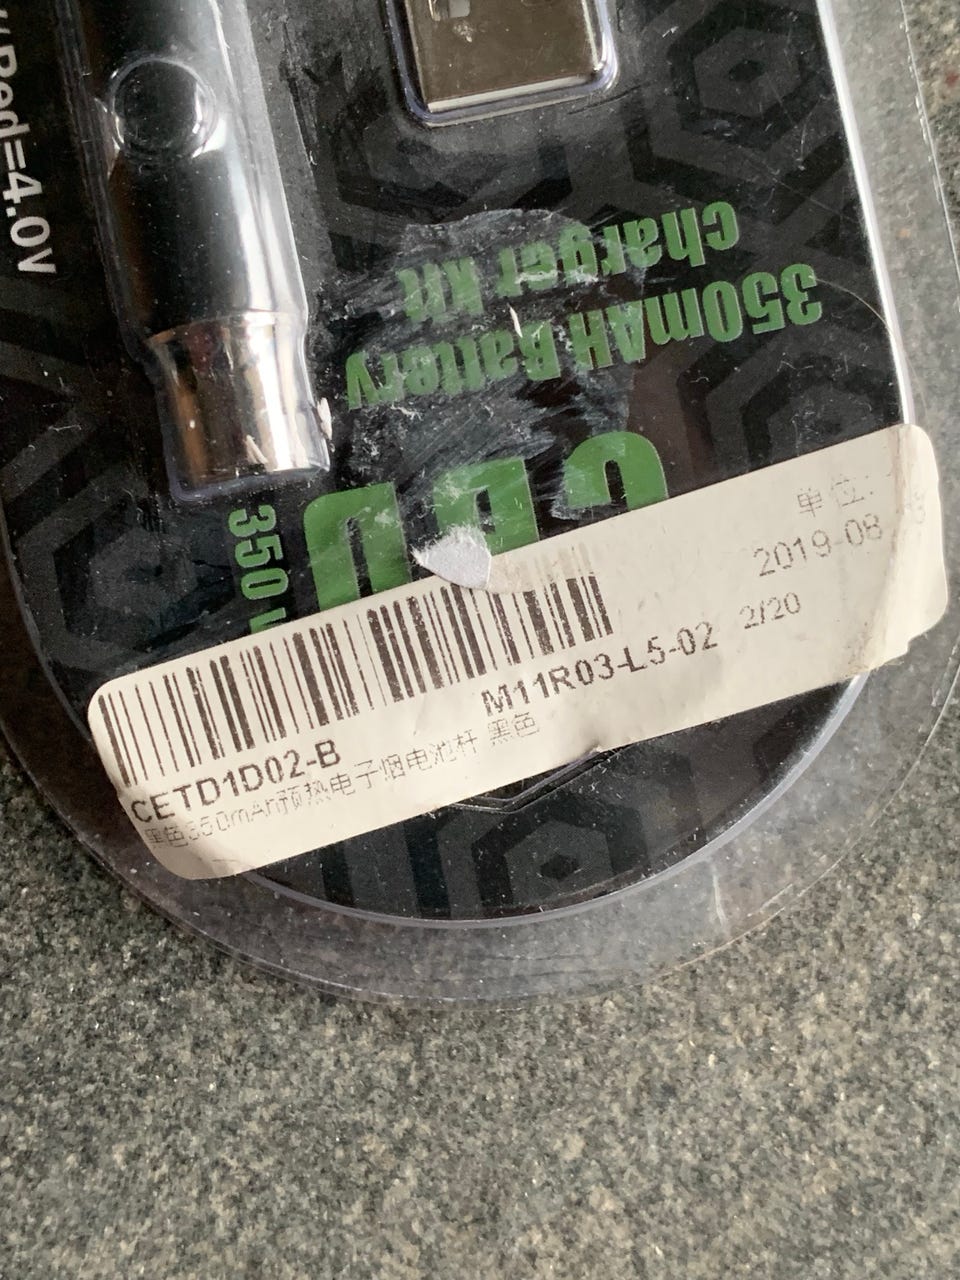 Red=4.0V
charger kit
350mAH Battery
CBD
350
单位:
2019-08
2/20
M11R03-L5-02
CETD1D02-B
黑色350mAh预热电子烟电池杆 黑色